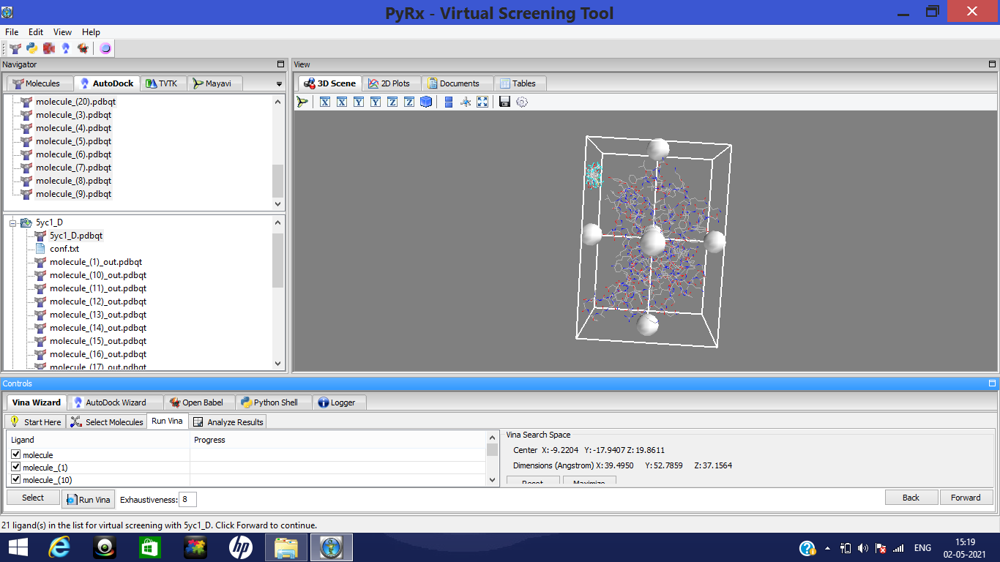 PyRx - Virtual Screening Tool
File Edit View Help
Navigator
View
Molecules AutoDock TVTK Mayavi
3D Scene 2D Plots Documents Tables
X X Y Y Z Z
molecule_(20).pdbqt
molecule_(3).pdbqt
molecule_(4).pdbqt
molecule_(5).pdbqt
molecule_(6).pdbqt
molecule_(7).pdbqt
molecule_(8).pdbqt
molecule_(9).pdbqt
5yc1_D
5yc1_D.pdbqt
conf.txt
molecule_(1)_out.pdbqt
molecule_(10)_out.pdbqt
molecule_(11)_out.pdbqt
molecule_(12)_out.pdbqt
molecule_(13)_out.pdbqt
molecule_(14)_out.pdbqt
molecule_(15)_out.pdbqt
molecule_(16)_out.pdbqt
molecule_(17)_out.pdbqt
Controls
Vina Wizard AutoDock Wizard Open Babel Python Shell Logger
Start Here Select Molecules Run Vina Analyze Results
Ligand Progress
molecule
molecule_(1)
molecule_(10)
Vina Search Space
Center X:-9.2204 Y:-17.9407 Z:19.8611
Dimensions (Angstrom) X:39.4950 Y:52.7859 Z:37.1564
Reset Maximize
Select Run Vina Exhaustiveness: 8
Back Forward
21 ligand(s) in the list for virtual screening with 5yc1_D. Click Forward to continue.
hp
? ENG
15:19
02-05-2021